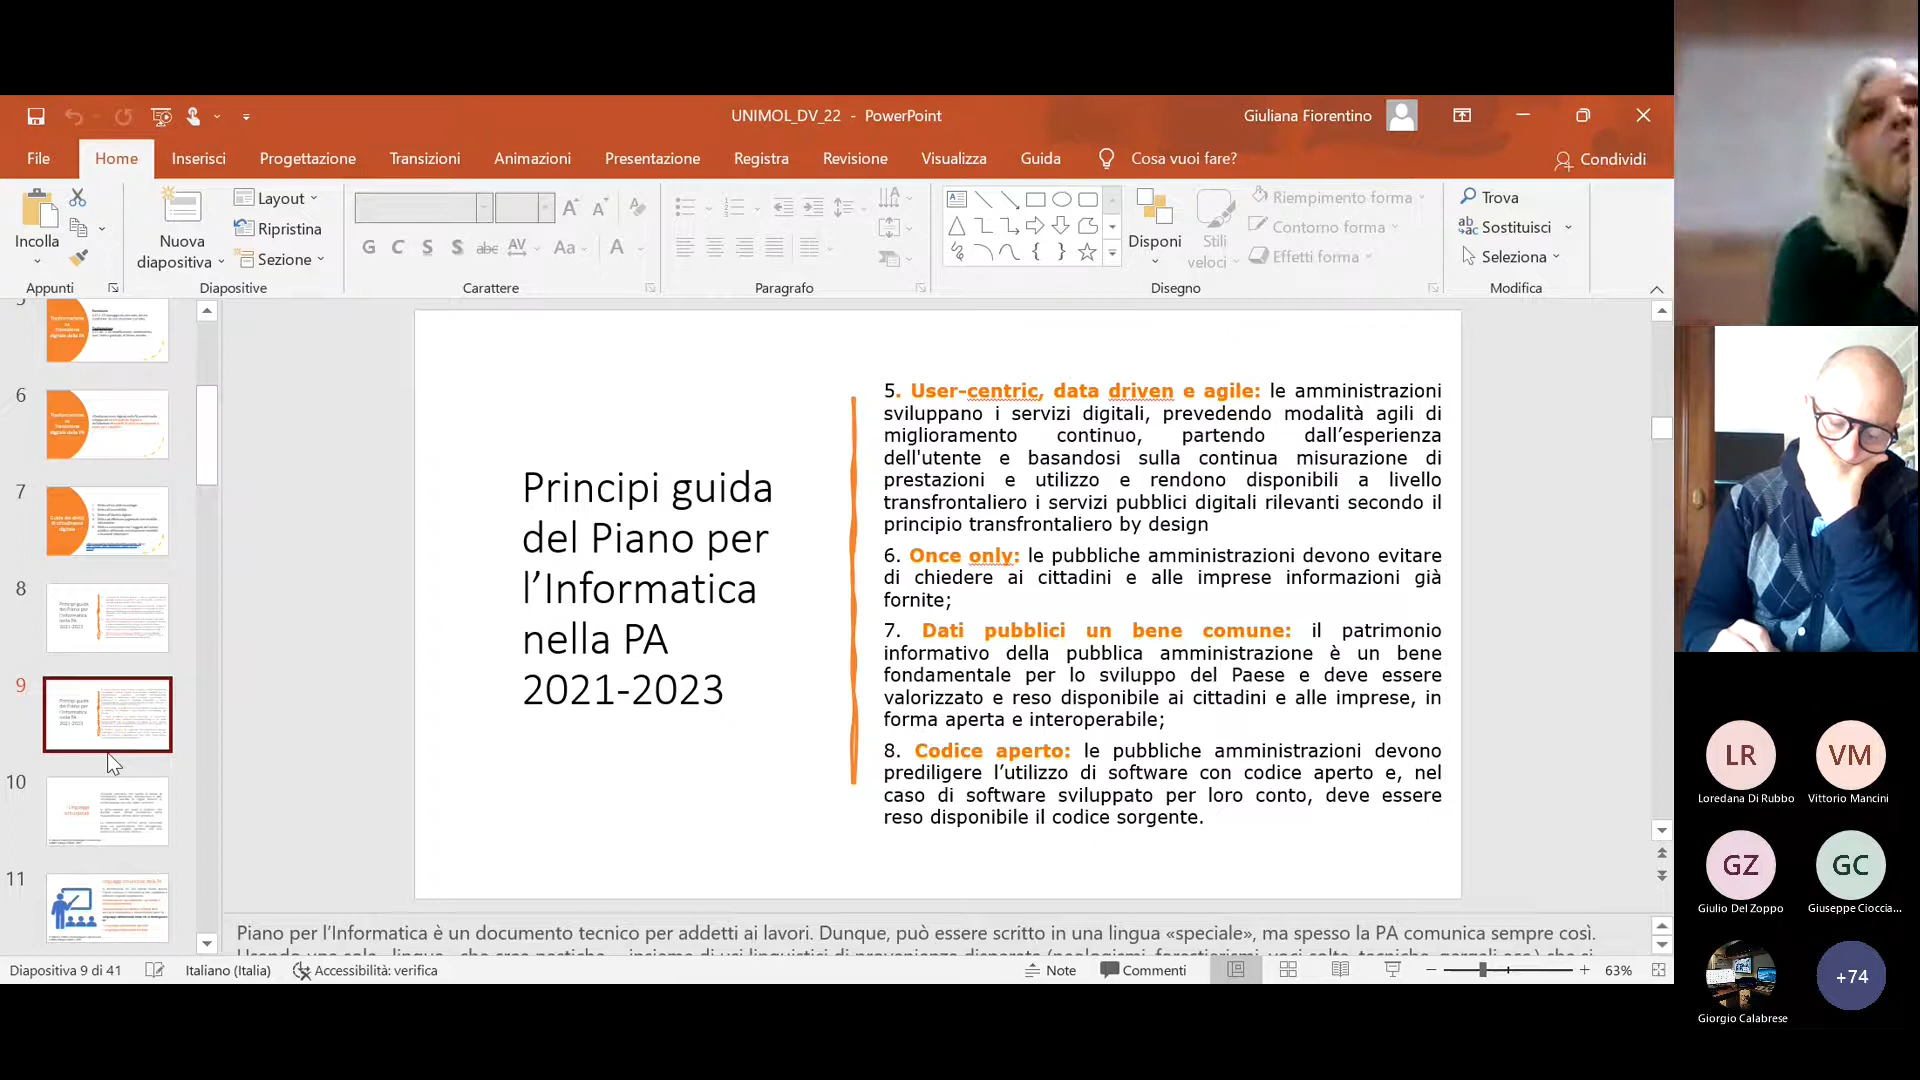 UNIMOL_DV_22 - PowerPoint
Giuliana Fiorentino
File Home Inserisci Progettazione Transizioni Animazioni Presentazione Registra Revisione Visualizza Guida Cosa vuoi fare? Condividi
Incolla
Appunti
Nuova
diapositiva
Layout
Ripristina
Sezione
Diapositive
G C S S abc AV Aa A
Carattere
Paragrafo
Disponi
Stili
veloci
Riempimento forma
Contorno forma
Effetti forma
Disegno
Trova
Sostituisci
Seleziona
Modifica
6
7
8
9
10
11
Principi guida
del Piano per
l’Informatica
nella PA
2021-2023
5. User-centric, data driven e agile: le amministrazioni
sviluppano i servizi digitali, prevedendo modalità agili di
miglioramento continuo, partendo dall’esperienza
dell'utente e basandosi sulla continua misurazione di
prestazioni e utilizzo e rendono disponibili a livello
transfrontaliero i servizi pubblici digitali rilevanti secondo il
principio transfrontaliero by design
6. Once only: le pubbliche amministrazioni devono evitare
di chiedere ai cittadini e alle imprese informazioni già
fornite;
7. Dati pubblici un bene comune: il patrimonio
informativo della pubblica amministrazione è un bene
fondamentale per lo sviluppo del Paese e deve essere
valorizzato e reso disponibile ai cittadini e alle imprese, in
forma aperta e interoperabile;
8. Codice aperto: le pubbliche amministrazioni devono
prediligere l’utilizzo di software con codice aperto e, nel
caso di software sviluppato per loro conto, deve essere
reso disponibile il codice sorgente.
Piano per l’Informatica è un documento tecnico per addetti ai lavori. Dunque, può essere scritto in una lingua «speciale», ma spesso la PA comunica sempre così.
Diapositiva 9 di 41
Italiano (Italia)
Accessibilità: verifica
Note
Commenti
63%
LR
Loredana Di Rubbo
VM
Vittorio Mancini
GZ
Giulio Del Zoppo
GC
Giuseppe Cioccia...
Giorgio Calabrese
+74